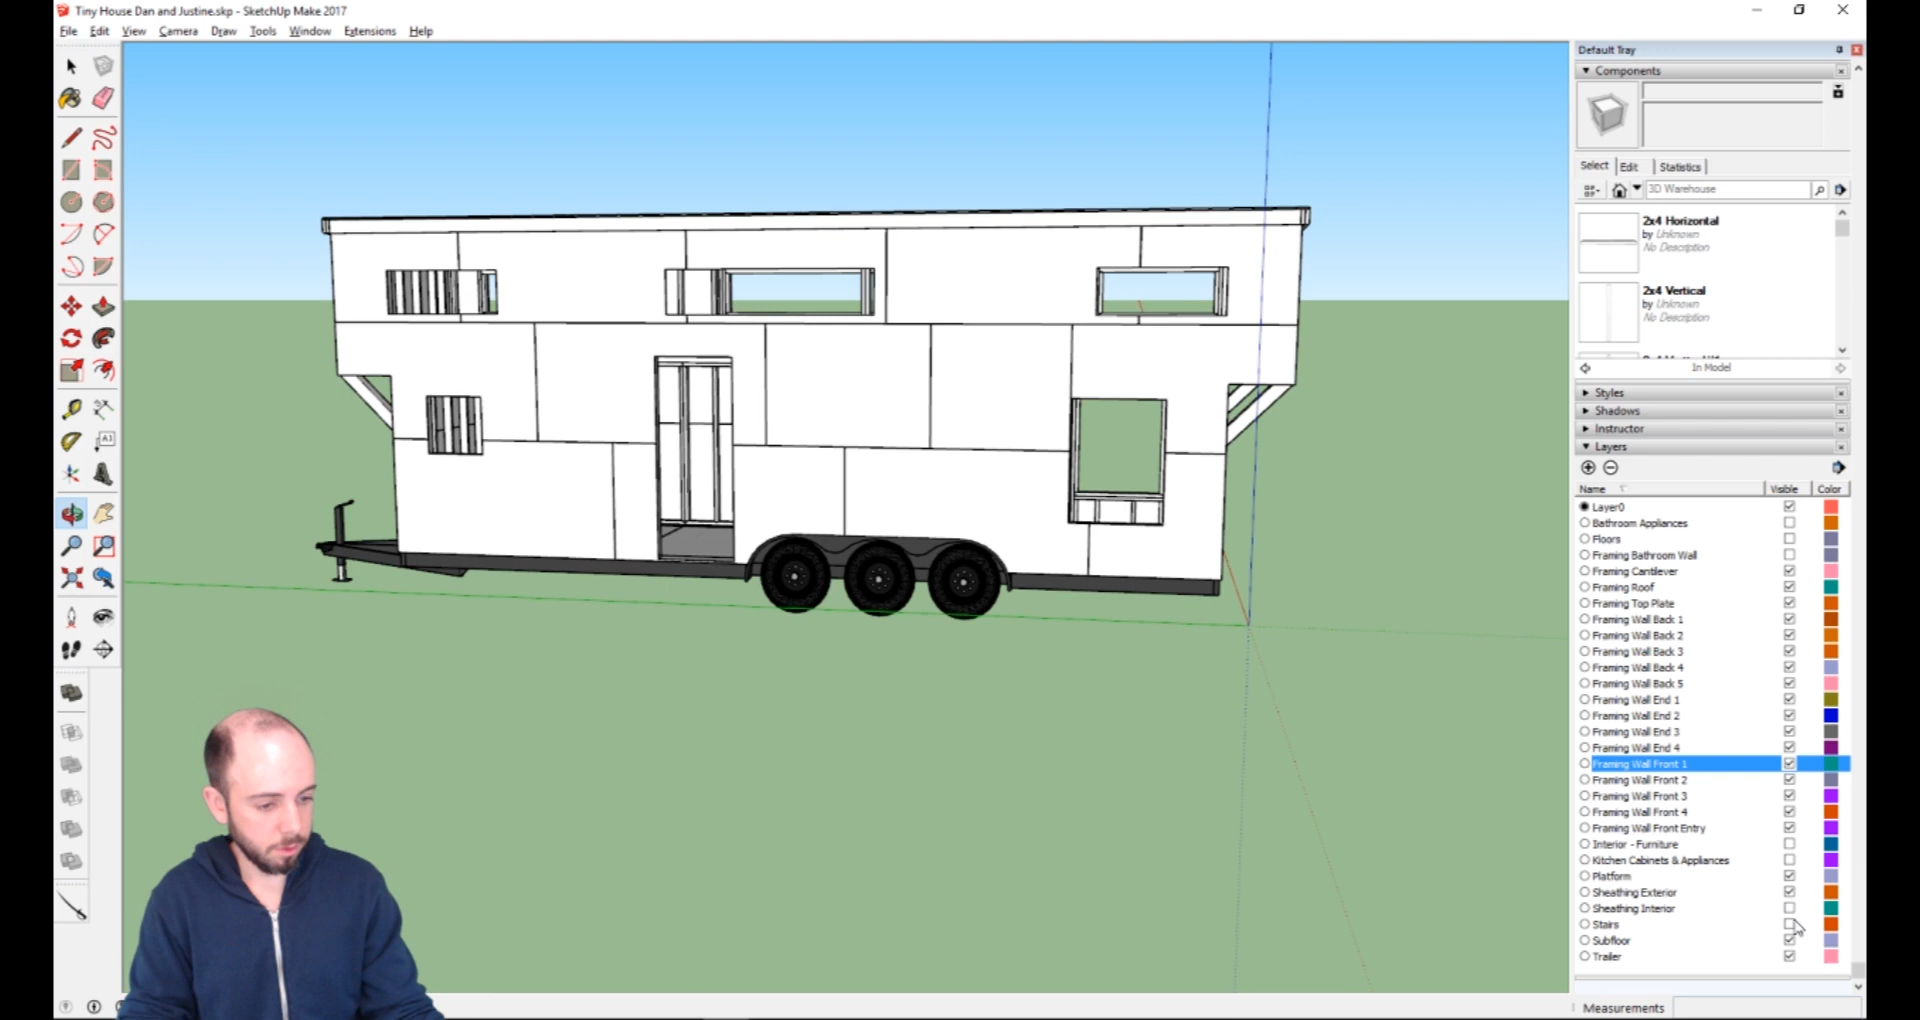 Tiny House Dan and Justine.skp - SketchUp Make 2017
File Edit View Camera Draw Tools Window Extensions Help
Default Tray
Components
Select Edit Statistics
3D Warehouse
2x4 Horizontal
by Unknown
No Description
2x4 Vertical
by Unknown
No Description
In Model
Styles
Shadows
Instructor
Layers
Name Visible Color
Layer0
Bathroom Appliances
Floors
Framing Bathroom Wall
Framing Cantilever
Framing Roof
Framing Top Plate
Framing Wall Back 1
Framing Wall Back 2
Framing Wall Back 3
Framing Wall Back 4
Framing Wall Back 5
Framing Wall End 1
Framing Wall End 2
Framing Wall End 3
Framing Wall End 4
Framing Wall Front 1
Framing Wall Front 2
Framing Wall Front 3
Framing Wall Front 4
Framing Wall Front Entry
Interior - Furniture
Kitchen Cabinets & Appliances
Platform
Sheathing Exterior
Sheathing Interior
Stairs
Subfloor
Trailer
Measurements